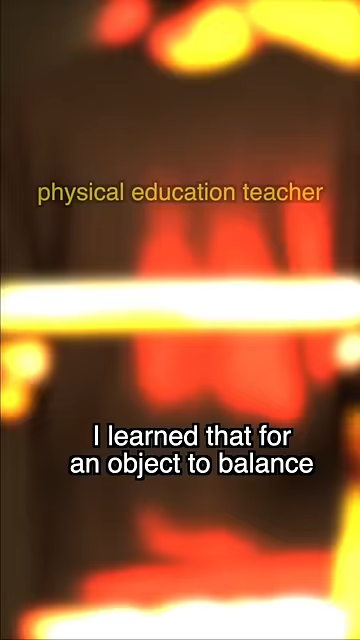 physical education teacher
I learned that for
an object to balance